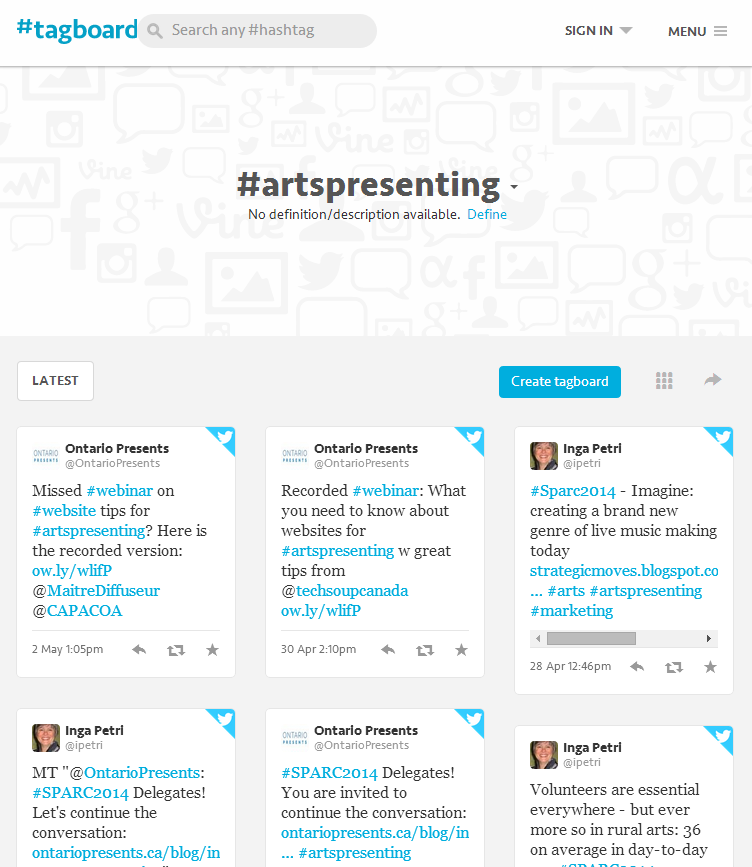 #tagboard
Search any #hashtag
SIGN IN
MENU
#artspresenting
No definition/description available. Define
LATEST
Create tagboard
Ontario Presents
@OntarioPresents
Missed #webinar on
#website tips for
#artspresenting? Here is
the recorded version:
ow.ly/wlifP
@MaitreDiffuseur
@CAPACOA
2 May 1:05pm
Ontario Presents
@OntarioPresents
Recorded #webinar: What
you need to know about
websites for
#artspresenting w great
tips from
@techsoupcanada
ow.ly/wlifP
30 Apr 2:10pm
Inga Petri
@ipetri
#Sparc2014 - Imagine:
creating a brand new
genre of live music making
today
strategicmoves.blogspot.co
... #arts #artspresenting
#marketing
28 Apr 12:46pm
Inga Petri
@ipetri
MT "@OntarioPresents:
#SPARC2014 Delegates!
Let's continue the
conversation:
ontariopresents.ca/blog/in
Ontario Presents
@OntarioPresents
#SPARC2014 Delegates!
You are invited to
continue the conversation:
ontariopresents.ca/blog/in
... #artspresenting
Inga Petri
@ipetri
Volunteers are essential
everywhere - but ever
more so in rural arts: 36
on average in day-to-day